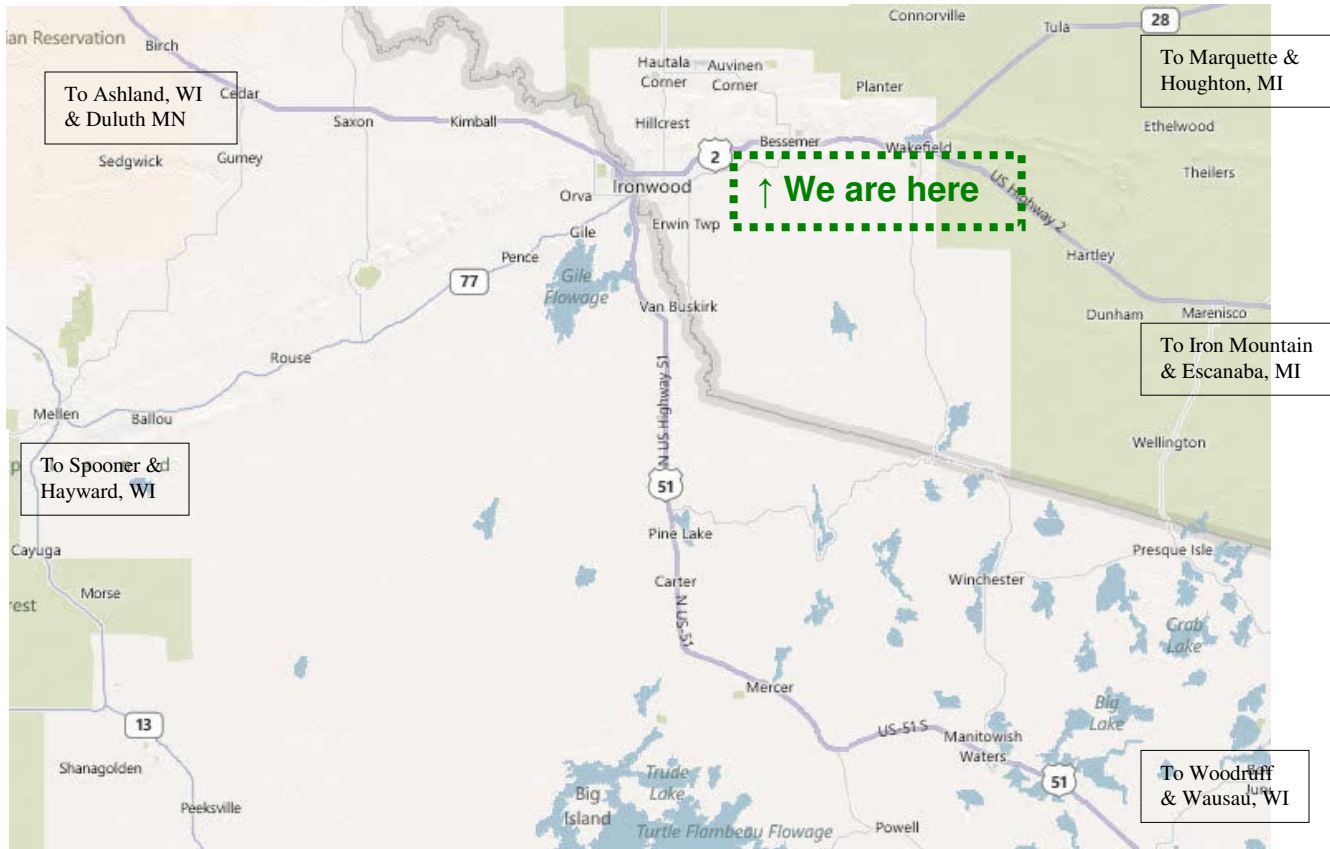 Connorville
28
Tula
ian Reservation
Birch
To Marquette &
Houghton, MI
Hautala
Corner
Auvinen
Corner
Planter
To Ashland, WI
& Duluth MN
Cedar
Saxon
Kimball
Hillcrest
Ethelwood
Bessemer
Wakefield
2
Sedgwick
Gurney
Theilers
↑ We are here
US Highway 2
Ironwood
Orva
Erwin Twp
Gile
Hartley
Pence
77
Gile
Flowage
Van Buskirk
Dunham
Marenisco
To Iron Mountain
& Escanaba, MI
Rouse
N US Highway 51
Mellen
Ballou
Wellington
To Spooner &
Hayward, WI
51
Pine Lake
Cayuga
Presque Isle
Morse
Carter
Winchester
rest
N US-51
Crab
Lake
Mercer
Big
Lake
13
US-51 S
Manitowish
Waters
Shanagolden
51
To Woodruff
& Wausau, WI
Trude
Lake
Big
Island
Peeksville
Turtle Flambeau Flowage
Powell